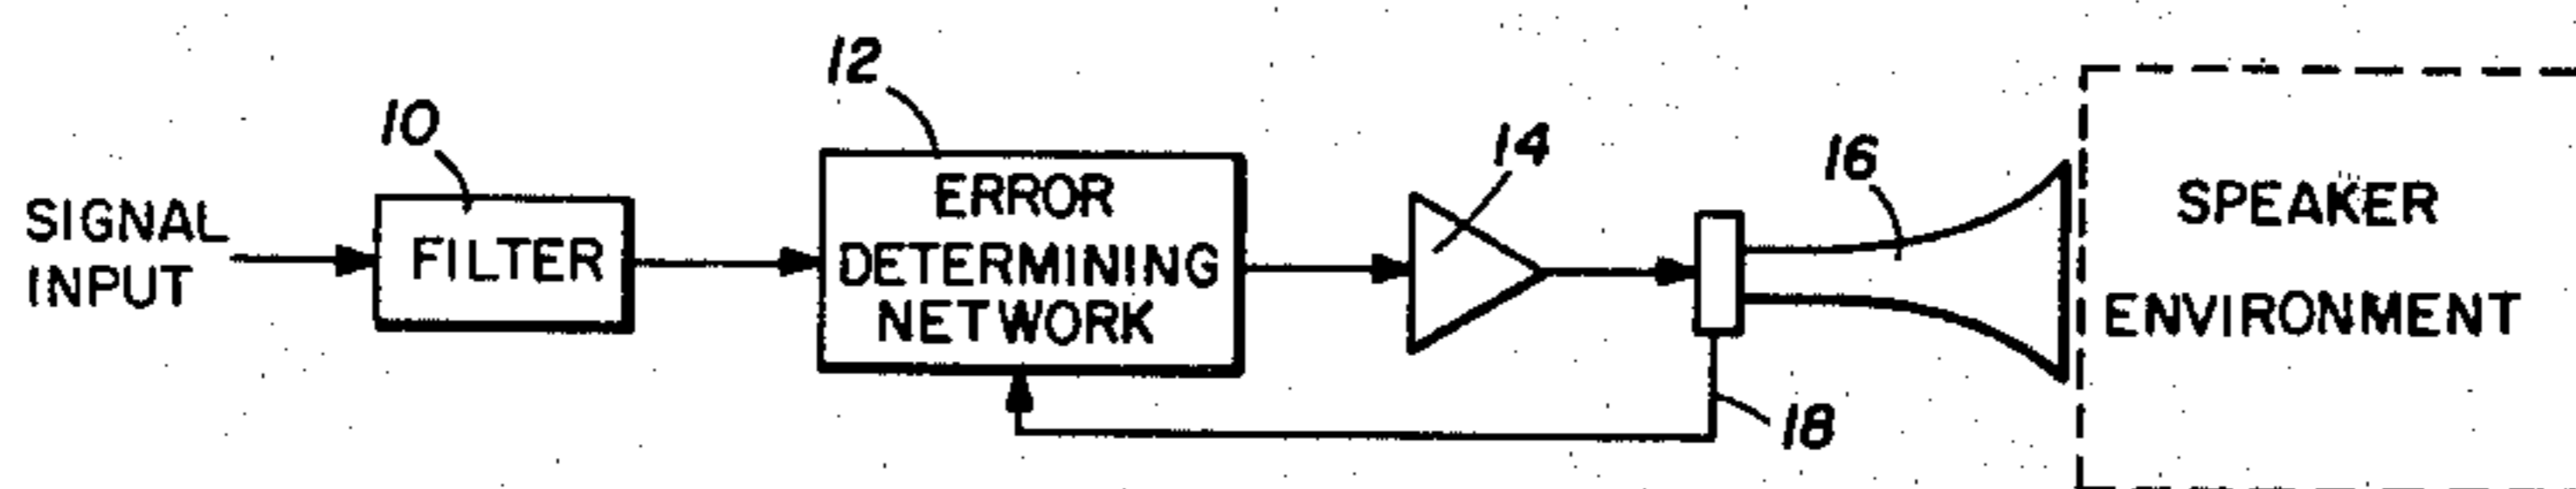 SIGNAL
INPUT
10
FILTER
12
ERROR
DETERMINING
NETWORK
14
16
18
SPEAKER
ENVIRONMENT